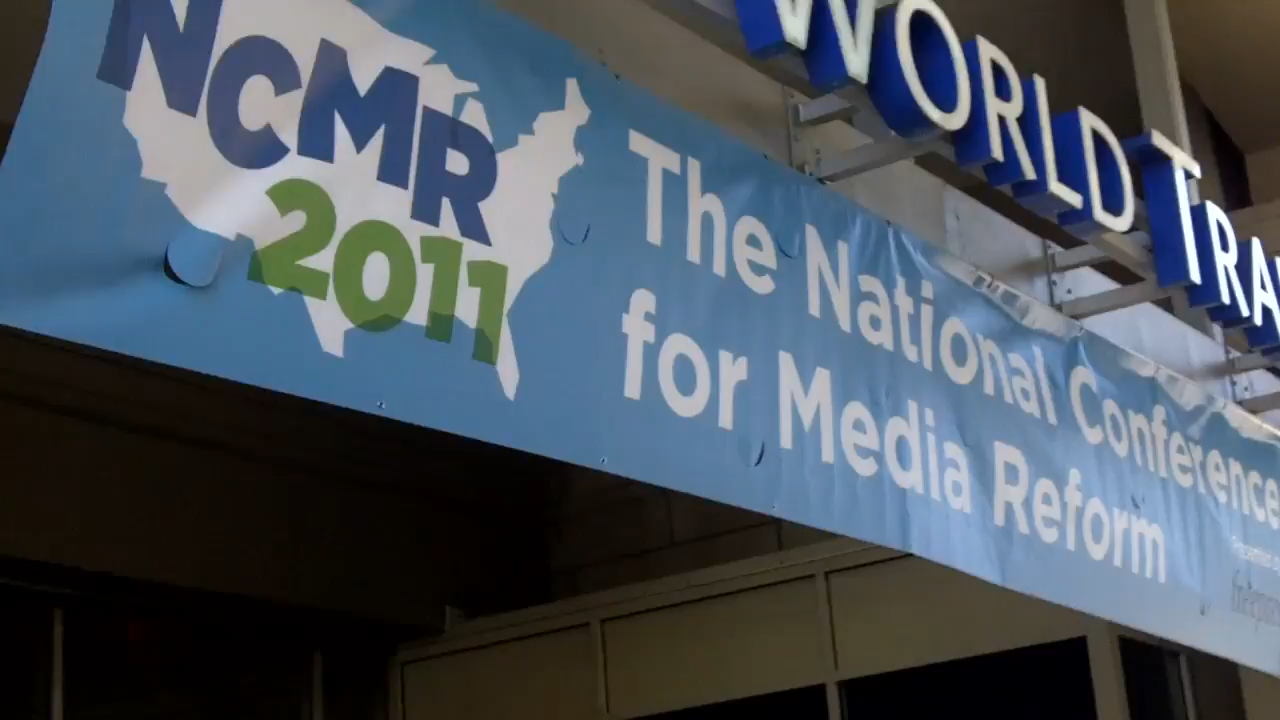 NCMR
2011
The National Conference
for Media Reform
WORLD TRA